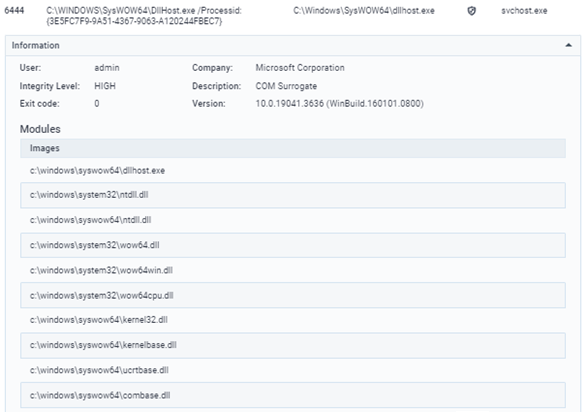 6444 C:\WINDOWS\SysWOW64\DllHost.exe /Processid: C:\Windows\SysWOW64\dllhost.exe svchost.exe
{3E5FC7F9-9A51-4367-9063-A120244FBEC7}
Information
User: admin Company: Microsoft Corporation
Integrity Level: HIGH Description: COM Surrogate
Exit code: 0 Version: 10.0.19041.3636 (WinBuild.160101.0800)
Modules
Images
c:\windows\syswow64\dllhost.exe
c:\windows\system32\ntdll.dll
c:\windows\syswow64\ntdll.dll
c:\windows\system32\wow64.dll
c:\windows\system32\wow64win.dll
c:\windows\system32\wow64cpu.dll
c:\windows\syswow64\kernel32.dll
c:\windows\syswow64\kernelbase.dll
c:\windows\syswow64\ucrtbase.dll
c:\windows\syswow64\combase.dll